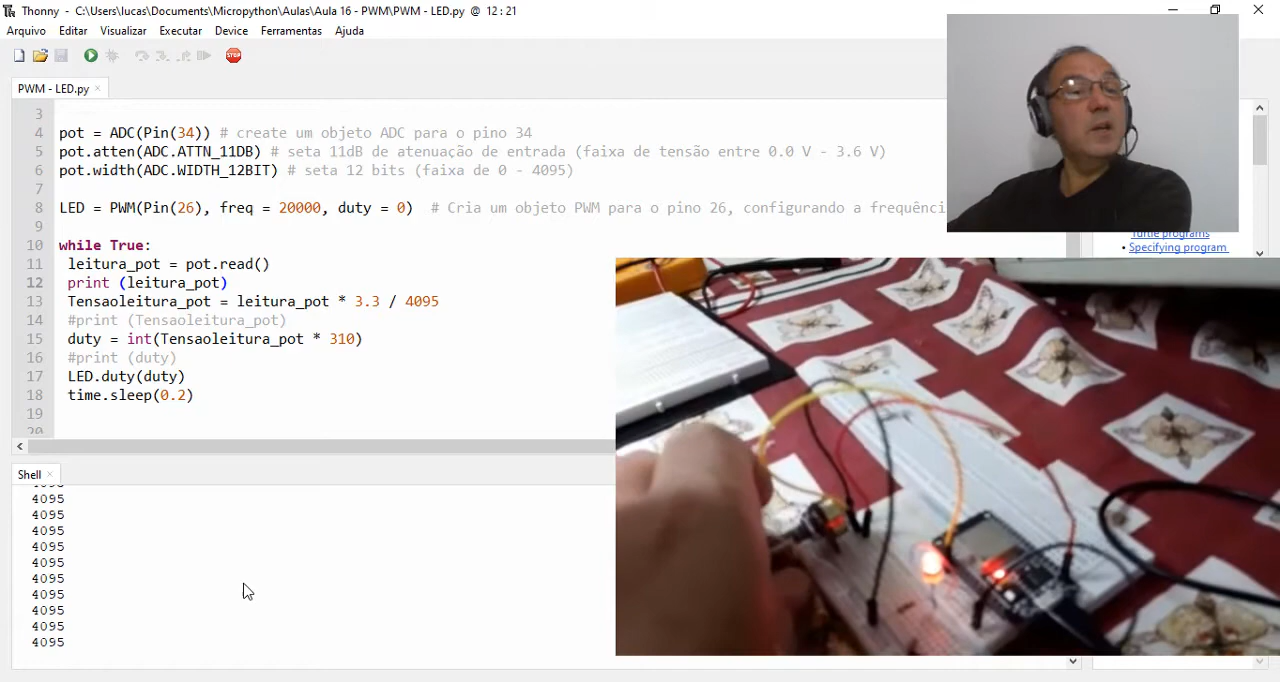 Thonny - C:\Users\lucas\Documents\Micropython\Aulas\Aula 16 - PWM\PWM - LED.py @ 12:21
Arquivo Editar Visualizar Executar Device Ferramentas Ajuda
STOP
PWM - LED.py
3
4 pot = ADC(Pin(34)) # create um objeto ADC para o pino 34
5 pot.atten(ADC.ATTN_11DB) # seta 11dB de atenuação de entrada (faixa de tensão entre 0.0 V - 3.6 V)
6 pot.width(ADC.WIDTH_12BIT) # seta 12 bits (faixa de 0 - 4095)
7
8 LED = PWM(Pin(26), freq = 20000, duty = 0) # Cria um objeto PWM para o pino 26, configurando a frequênci
9
10 while True:
11 leitura_pot = pot.read()
12 print (leitura_pot)
13 Tensaoleitura_pot = leitura_pot * 3.3 / 4095
14 #print (Tensaoleitura_pot)
15 duty = int(Tensaoleitura_pot * 310)
16 #print (duty)
17 LED.duty(duty)
18 time.sleep(0.2)
19
20
Turtle programs
• Specifying program
Shell
4095
4095
4095
4095
4095
4095
4095
4095
4095
4095
4095